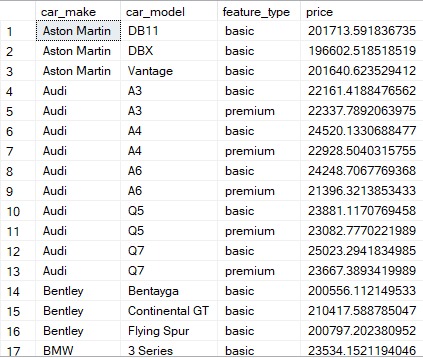 car_make car_model feature_type price
1 Aston Martin DB11 basic 201713.591836735
2 Aston Martin DBX basic 196602.518518519
3 Aston Martin Vantage basic 201640.623529412
4 Audi A3 basic 22161.4188476562
5 Audi A3 premium 22337.7892063975
6 Audi A4 basic 24520.1330688477
7 Audi A4 premium 22928.5040315755
8 Audi A6 basic 24248.7067769368
9 Audi A6 premium 21396.3213853433
10 Audi Q5 basic 23881.1170769458
11 Audi Q5 premium 23082.7770221989
12 Audi Q7 basic 25023.2941834985
13 Audi Q7 premium 23667.3893419989
14 Bentley Bentayga basic 200556.112149533
15 Bentley Continental GT basic 210417.588785047
16 Bentley Flying Spur basic 200797.202380952
17 BMW 3 Series basic 23534.1521194046